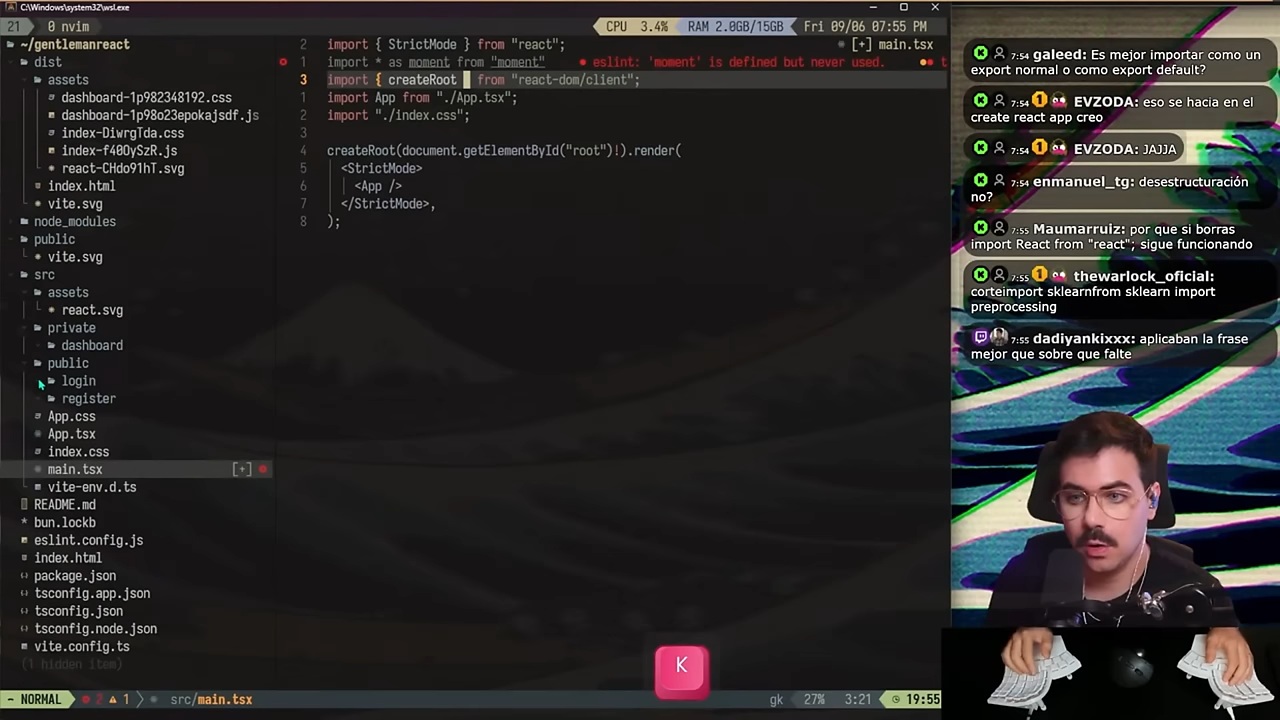 C:\Windows\system32\wsl.exe
21 0 nvim
CPU 3.4% RAM 2.0GB/15GB Fri 09/06 07:55 PM
~/gentlemanreact
dist
assets
dashboard-1p982348192.css
dashboard-1p98o23epokajsdf.js
index-DiwrgTda.css
index-f40OySzR.js
react-CHdo91hT.svg
index.html
vite.svg
node_modules
public
vite.svg
src
assets
react.svg
private
dashboard
public
login
register
App.css
App.tsx
index.css
main.tsx [+]
vite-env.d.ts
README.md
bun.lockb
eslint.config.js
index.html
package.json
tsconfig.app.json
tsconfig.json
tsconfig.node.json
vite.config.ts
(1 hidden item)
2 import { StrictMode } from "react"; [+] main.tsx
1 import * as moment from "moment" eslint: 'moment' is defined but never used. t
3 import { createRoot from "react-dom/client";
1 import App from "./App.tsx";
2 import "./index.css";
3
4 createRoot(document.getElementById("root")!).render(
5 <StrictMode>
6 <App />
7 </StrictMode>,
8 );
K
NORMAL 2 1 src/main.tsx gk 27% 3:21 19:55
7:54 galeed: Es mejor importar como un
export normal o como export default?
7:54 1 EVZODA: eso se hacia en el
create react app creo
7:54 1 EVZODA: JAJJA
7:54 enmanuel_tg: desestructuración
no?
7:55 Maumarruiz: por que si borras
import React from "react"; sigue funcionando
7:55 1 thewarlock_oficial:
corteimport sklearnfrom sklearn import
preprocessing
7:55 dadiyankixxx: aplicaban la frase
mejor que sobre que falte